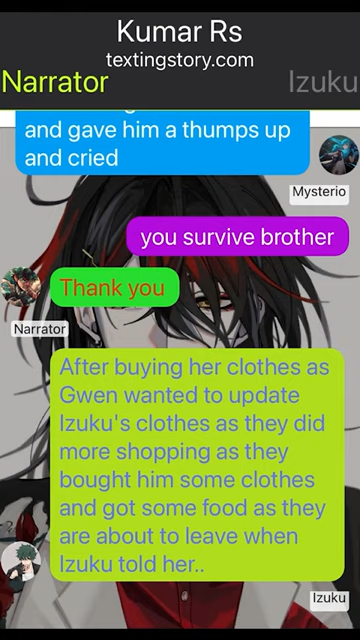 Kumar Rs
textingstory.com
Narrator
Izuku
and gave him a thumps up
and cried
Mysterio
you survive brother
Thank you
Narrator
After buying her clothes as
Gwen wanted to update
Izuku's clothes as they did
more shopping as they
bought him some clothes
and got some food as they
are about to leave when
Izuku told her..
Izuku